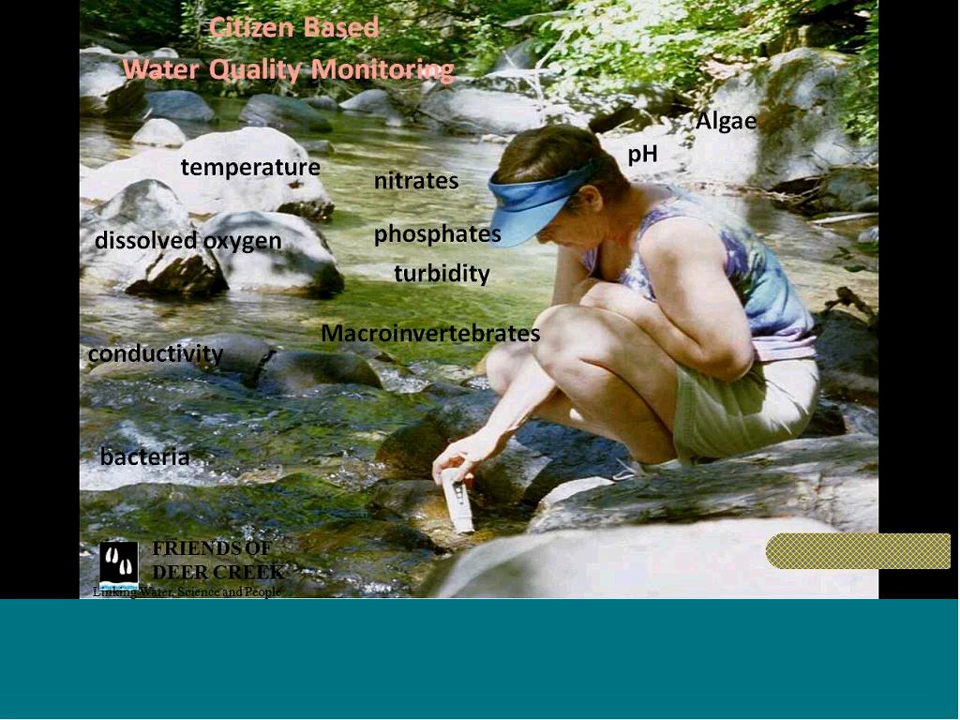 Citizen Based
Water Quality Monitoring
Algae
pH
temperature
nitrates
phosphates
dissolved oxygen
turbidity
Macroinvertebrates
conductivity
bacteria
FRIENDS OF
DEER CREEK
Linking Water, Science and People